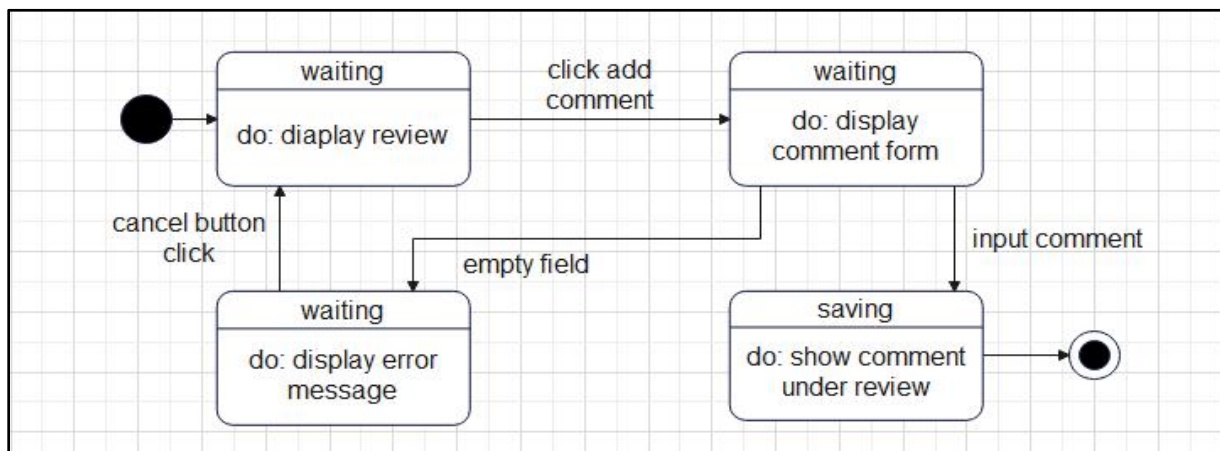 waiting
do: diaplay review
click add
comment
waiting
do: display
comment form
cancel button
click
empty field
input comment
waiting
do: display error
message
saving
do: show comment
under review